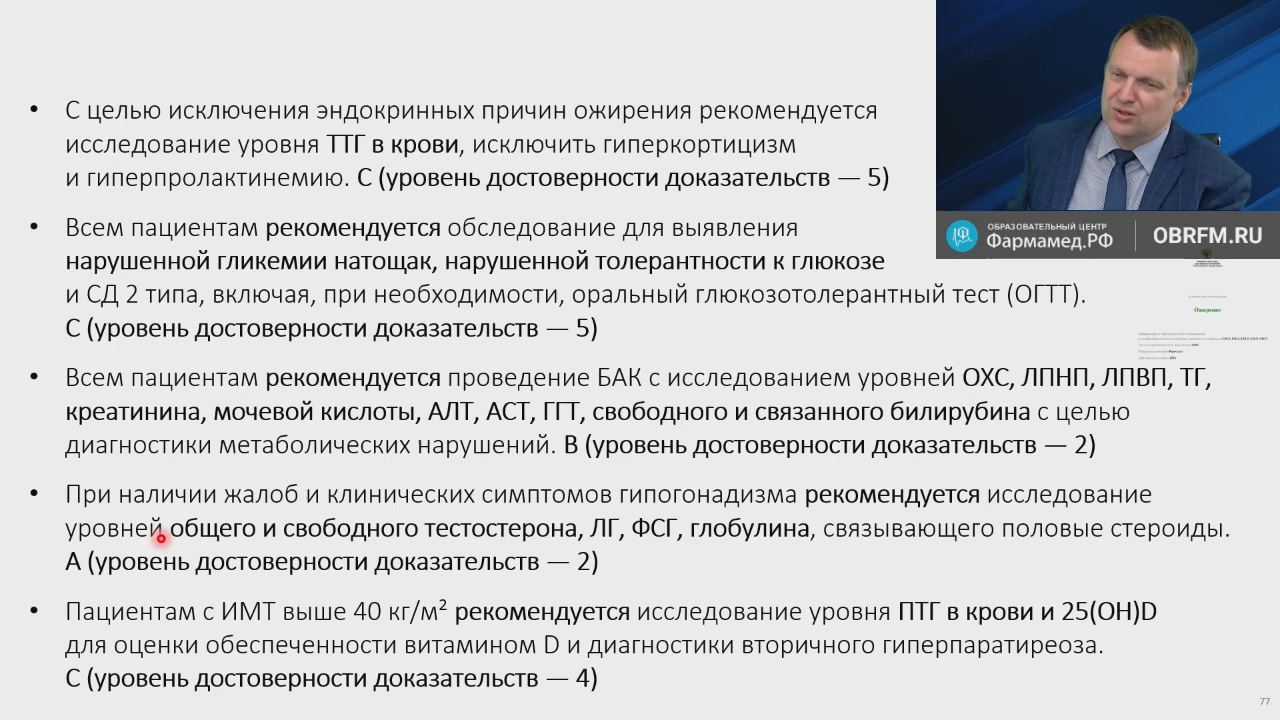 • С целью исключения эндокринных причин ожирения рекомендуется
исследование уровня ТТГ в крови, исключить гиперкортицизм
и гиперпролактинемию. С (уровень достоверности доказательств — 5)
• Всем пациентам рекомендуется обследование для выявления
нарушенной гликемии натощак, нарушенной толерантности к глюкозе
и СД 2 типа, включая, при необходимости, оральный глюкозотолерантный тест (ОГТТ).
С (уровень достоверности доказательств — 5)
• Всем пациентам рекомендуется проведение БАК с исследованием уровней ОХС, ЛПНП, ЛПВП, ТГ,
креатинина, мочевой кислоты, АЛТ, АСТ, ГГТ, свободного и связанного билирубина с целью
диагностики метаболических нарушений. В (уровень достоверности доказательств — 2)
• При наличии жалоб и клинических симптомов гипогонадизма рекомендуется исследование
уровней общего и свободного тестостерона, ЛГ, ФСГ, глобулина, связывающего половые стероиды.
А (уровень достоверности доказательств — 2)
• Пациентам с ИМТ выше 40 кг/м² рекомендуется исследование уровня ПТГ в крови и 25(ОН)D
для оценки обеспеченности витамином D и диагностики вторичного гиперпаратиреоза.
С (уровень достоверности доказательств — 4)
ОБРАЗОВАТЕЛЬНЫЙ ЦЕНТР
Фармамед.РФ
OBRFM.RU
Ожирение
77